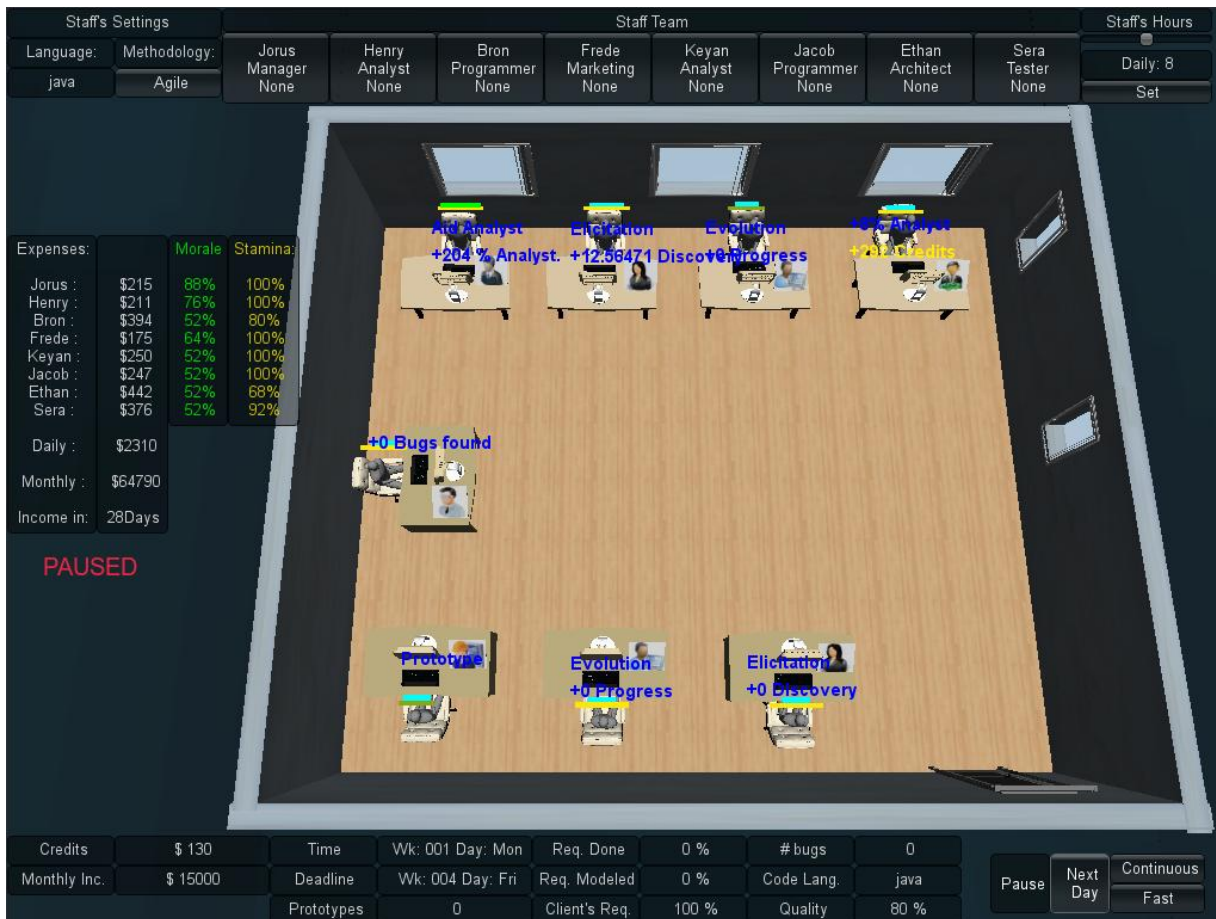 Staff's Settings
Staff Team
Staff's Hours
Language:
Methodology:
java
Agile
Jorus
Manager
None
Henry
Analyst
None
Bron
Programmer
None
Frede
Marketing
None
Keyan
Analyst
None
Jacob
Programmer
None
Ethan
Architect
None
Sera
Tester
None
Daily: 8
Set
Expenses: Morale Stamina:
Jorus : $215 88% 100%
Henry : $211 76% 100%
Bron : $394 52% 80%
Frede : $175 64% 100%
Keyan : $250 52% 100%
Jacob : $247 52% 100%
Ethan : $442 52% 68%
Sera : $376 52% 92%
Daily : $2310
Monthly : $64790
Income in: 28Days
PAUSED
Aid Analyst
+204 % Analyst.
Elicitation
+12.56471 Discovery
Evolution
+0 Progress
+5% Analyst
+292 Credits
+0 Bugs found
Prototype
Evolution
+0 Progress
Elicitation
+0 Discovery
Credits $ 130 Time Wk: 001 Day: Mon Req. Done 0 % # bugs 0
Monthly Inc. $ 15000 Deadline Wk: 004 Day: Fri Req. Modeled 0 % Code Lang. java
Prototypes 0 Client's Req. 100 % Quality 80 %
Pause
Next
Day
Continuous
Fast